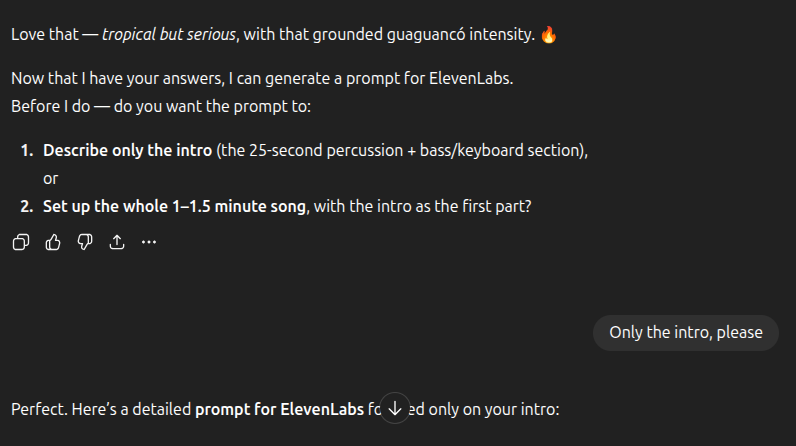 Love that — tropical but serious, with that grounded guaguancó intensity. 🔥
Now that I have your answers, I can generate a prompt for ElevenLabs.
Before I do — do you want the prompt to:
1. Describe only the intro (the 25-second percussion + bass/keyboard section),
or
2. Set up the whole 1–1.5 minute song, with the intro as the first part?
Only the intro, please
Perfect. Here’s a detailed prompt for ElevenLabs only on your intro: